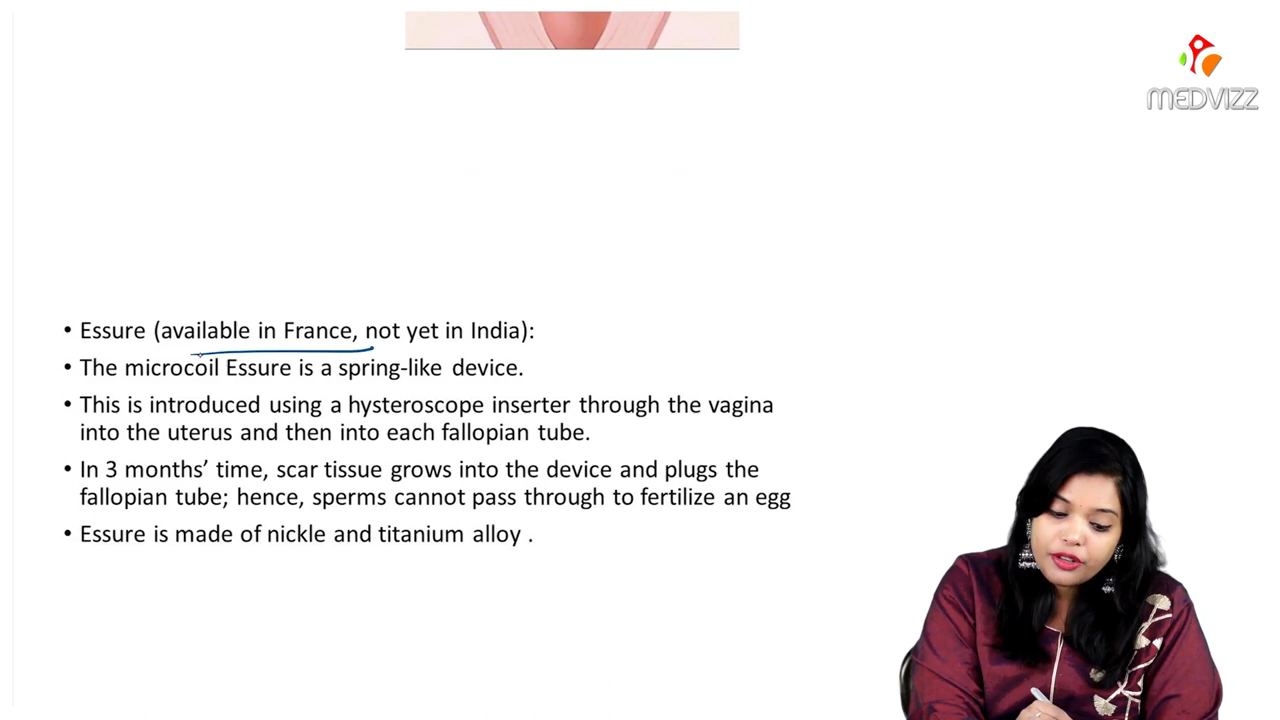 MEDVIZZ
• Essure (available in France, not yet in India):
• The microcoil Essure is a spring-like device.
• This is introduced using a hysteroscope inserter through the vagina
into the uterus and then into each fallopian tube.
• In 3 months’ time, scar tissue grows into the device and plugs the
fallopian tube; hence, sperms cannot pass through to fertilize an egg
• Essure is made of nickle and titanium alloy .